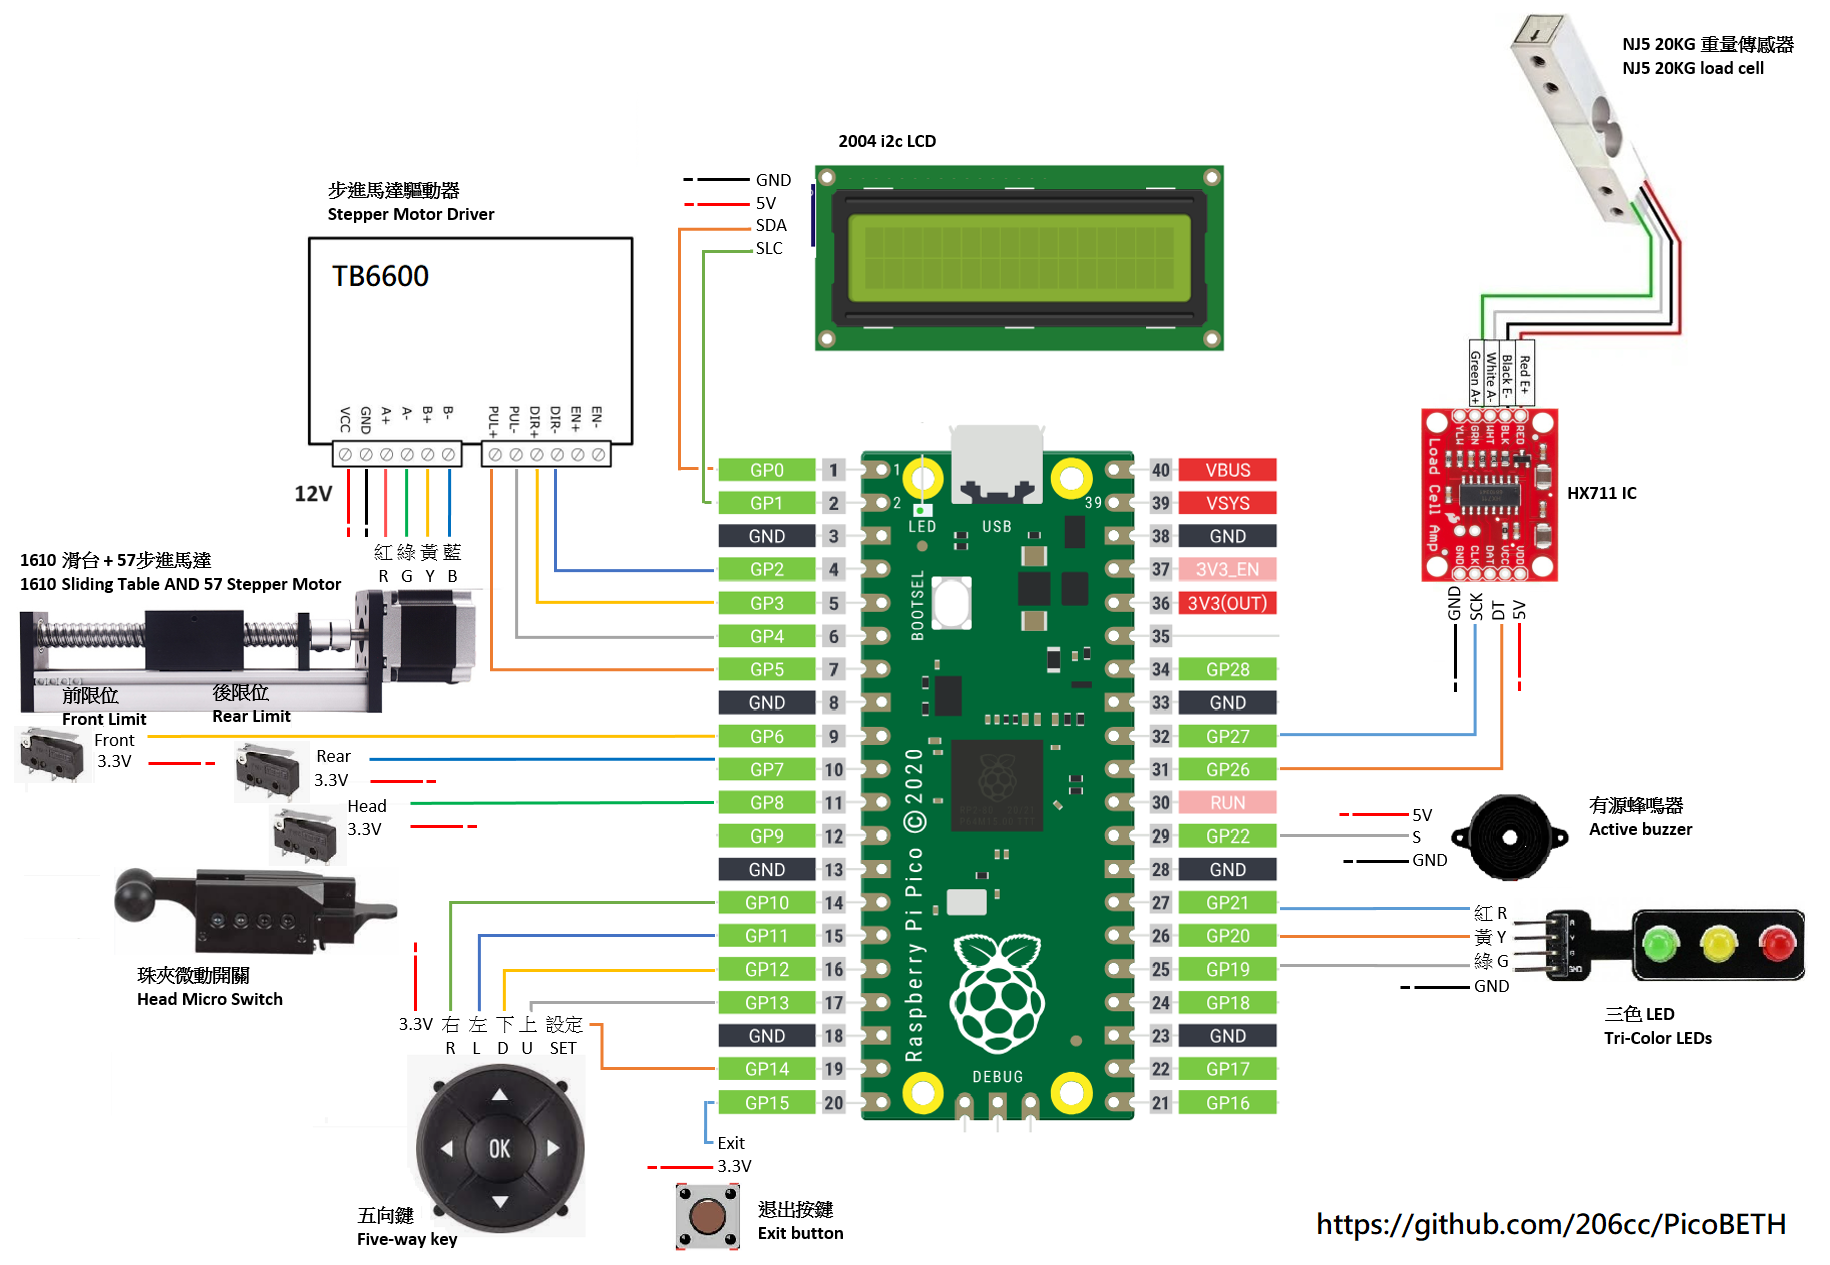 NJ5 20KG 重量傳感器
NJ5 20KG load cell
2004 i2c LCD
GND
5V
SDA
SLC
步進馬達驅動器
Stepper Motor Driver
TB6600
VCC
GND
A+
A-
B+
B-
PUL+
PUL-
DIR+
DIR-
EN+
EN-
12V
紅 綠 黃 藍
R G Y B
1610 滑台 + 57步進馬達
1610 Sliding Table AND 57 Stepper Motor
前限位
Front Limit
後限位
Rear Limit
Front
3.3V
Rear
3.3V
Head
3.3V
珠夾微動開關
Head Micro Switch
3.3V 右 左 下 上 設定
R L D U SET
OK
五向鍵
Five-way key
Exit
3.3V
退出按鍵
Exit button
GP0 1
GP1 2
GND 3
GP2 4
GP3 5
GP4 6
GP5 7
GND 8
GP6 9
GP7 10
GP8 11
GP9 12
GND 13
GP10 14
GP11 15
GP12 16
GP13 17
GND 18
GP14 19
GP15 20
1
2
LED
USB
39
BOOTSEL
Raspberry Pi Pico ©2020
DEBUG
40 VBUS
39 VSYS
38 GND
37 3V3_EN
36 3V3(OUT)
35
34 GP28
33 GND
32 GP27
31 GP26
30 RUN
29 GP22
28 GND
27 GP21
26 GP20
25 GP19
24 GP18
23 GND
22 GP17
21 GP16
Green A+
White A-
Black E-
Red E+
YLW
GRN
WHT
BLK
RED
Load Cell Amp
GND
CLK
DAT
VCC
VDD
HX711 IC
GND
SCK
DT
5V
5V
S
GND
有源蜂鳴器
Active buzzer
紅 R
黃 Y
綠 G
GND
三色 LED
Tri-Color LEDs
https://github.com/206cc/PicoBETH